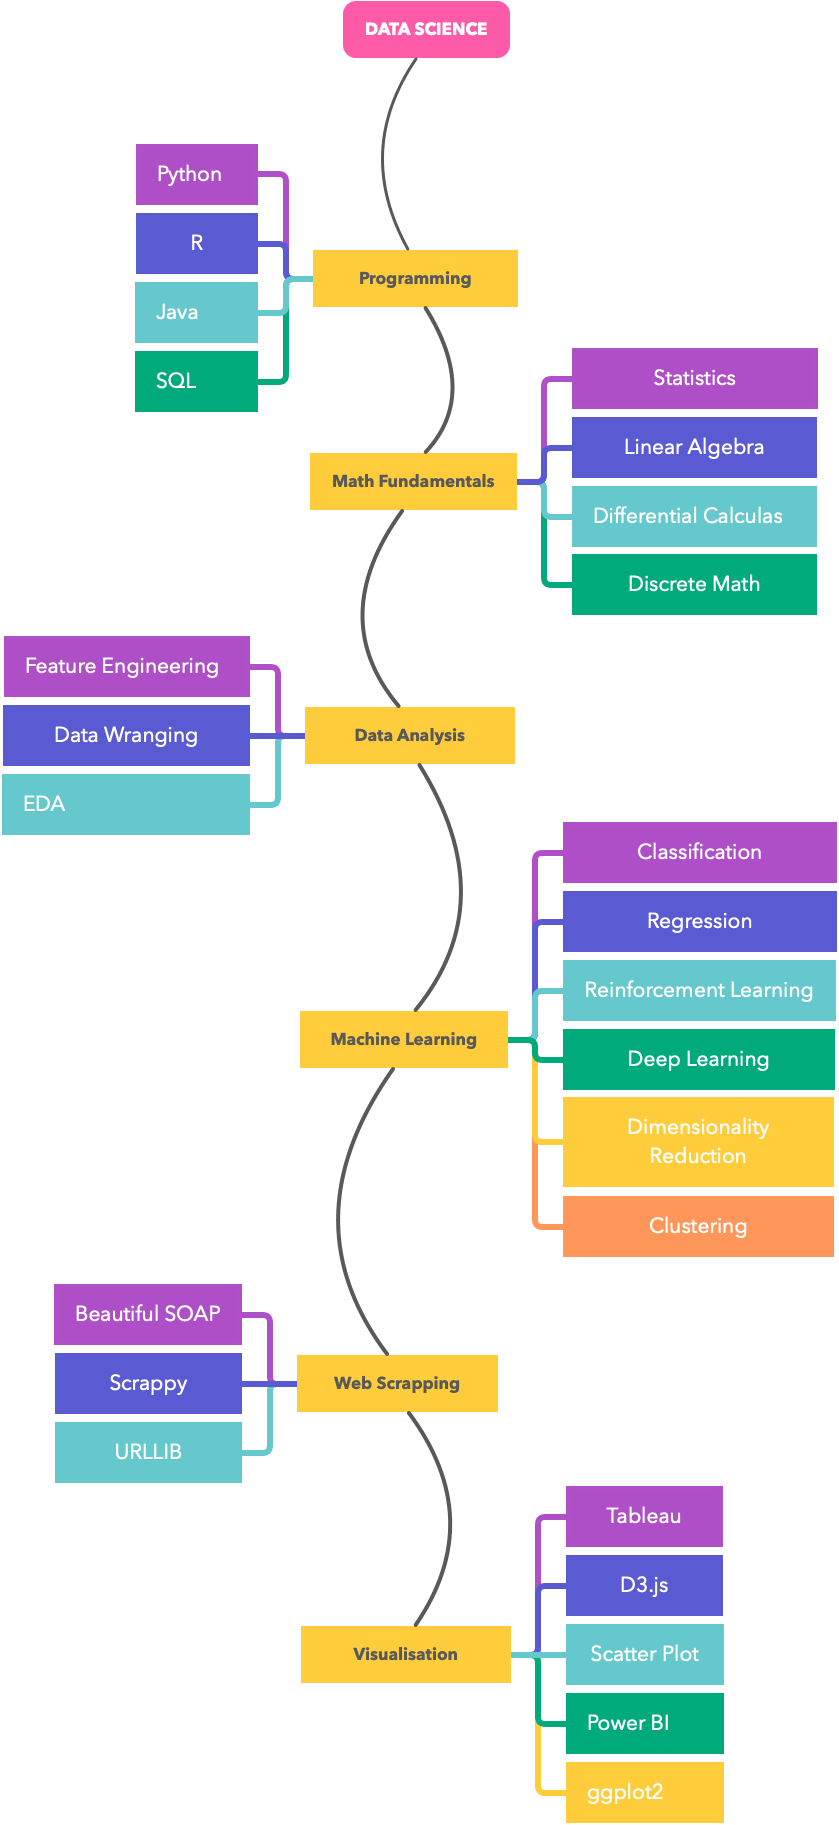 DATA SCIENCE
Python
R
Java
SQL
Programming
Statistics
Linear Algebra
Differential Calculas
Discrete Math
Math Fundamentals
Feature Engineering
Data Wranging
EDA
Data Analysis
Classification
Regression
Reinforcement Learning
Deep Learning
Dimensionality
Reduction
Clustering
Machine Learning
Beautiful SOAP
Scrappy
URLLIB
Web Scrapping
Tableau
D3.js
Scatter Plot
Power BI
ggplot2
Visualisation